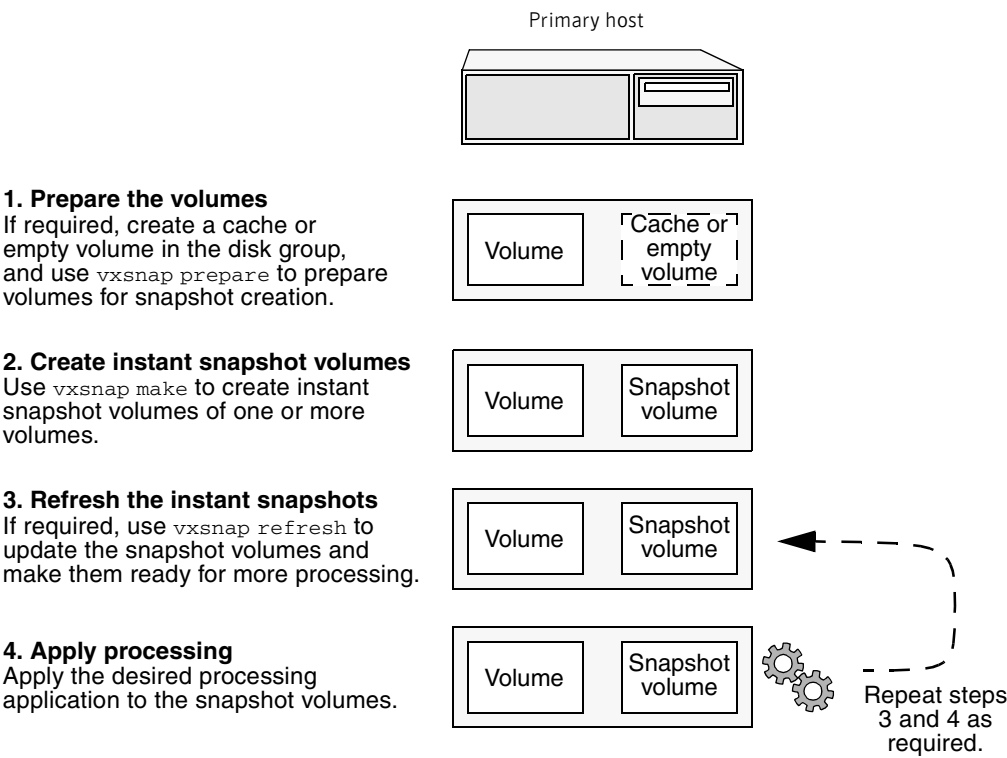 Primary host
1. Prepare the volumes
If required, create a cache or
empty volume in the disk group,
and use vxsnap prepare to prepare
volumes for snapshot creation.
Volume
Cache or
empty
volume
2. Create instant snapshot volumes
Use vxsnap make to create instant
snapshot volumes of one or more
volumes.
Volume
Snapshot
volume
3. Refresh the instant snapshots
If required, use vxsnap refresh to
update the snapshot volumes and
make them ready for more processing.
Volume
Snapshot
volume
4. Apply processing
Apply the desired processing
application to the snapshot volumes.
Volume
Snapshot
volume
Repeat steps
3 and 4 as
required.